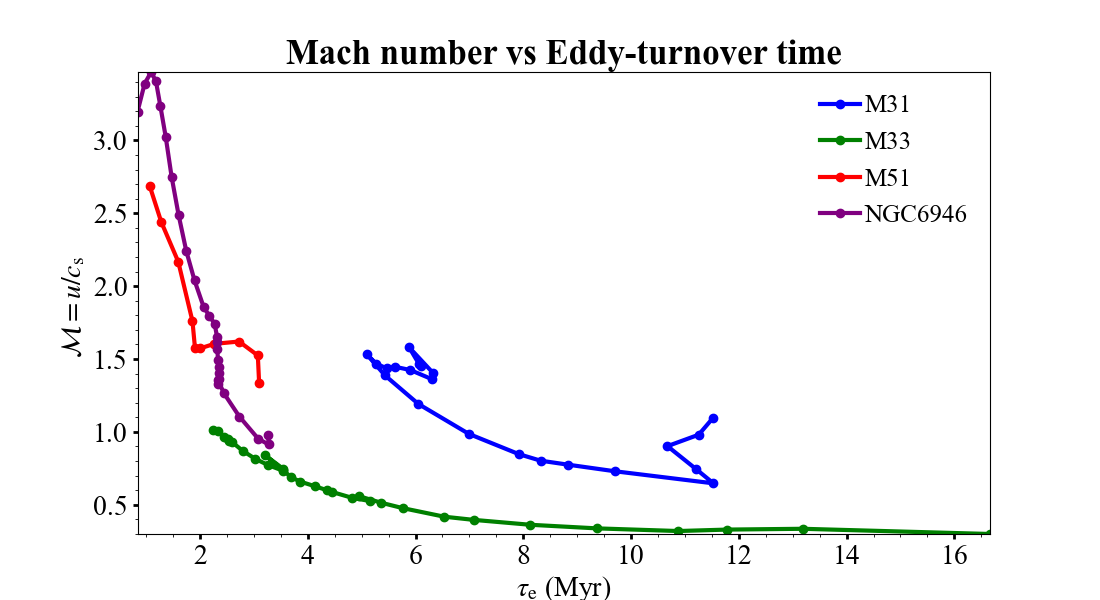 Mach number vs Eddy-turnover time
M31
M33
M51
NGC6946
3.0
2.5
2.0
1.5
1.0
0.5
ℳ = u/cₛ
2 4 6 8 10 12 14 16
τₑ (Myr)